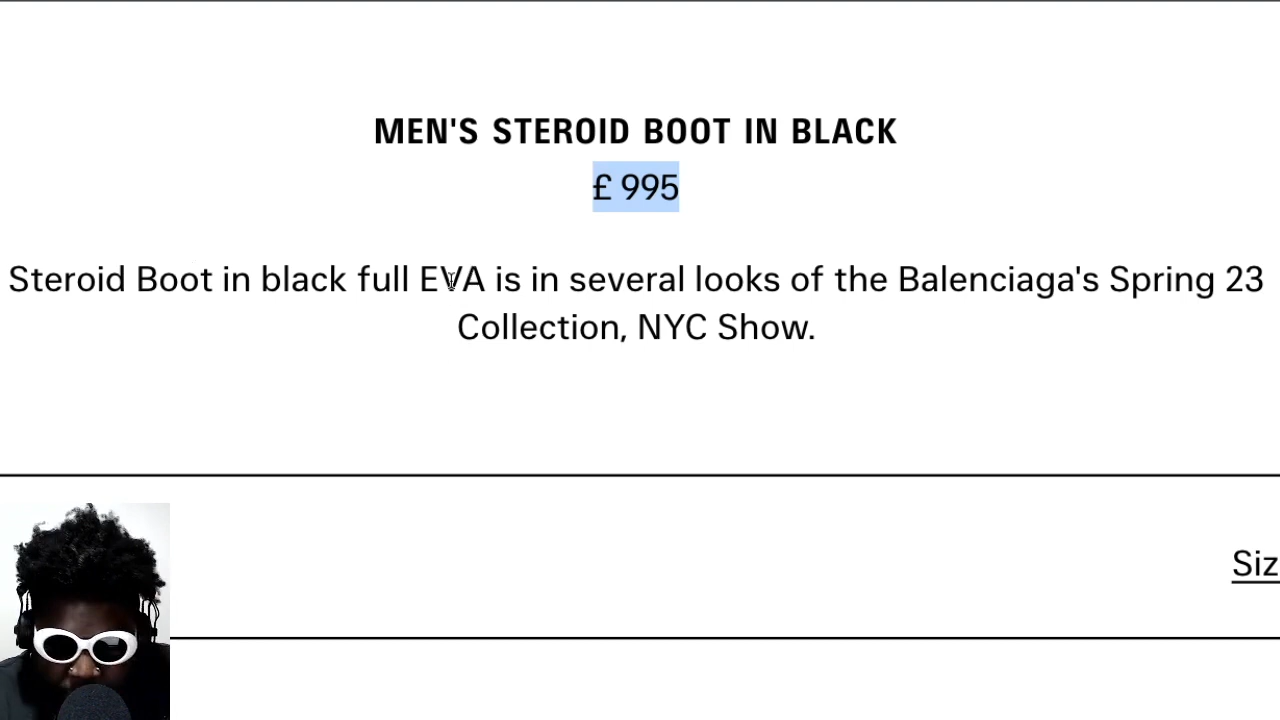 MEN'S STEROID BOOT IN BLACK
£ 995
Steroid Boot in black full EVA is in several looks of the Balenciaga's Spring 23
Collection, NYC Show.
Siz